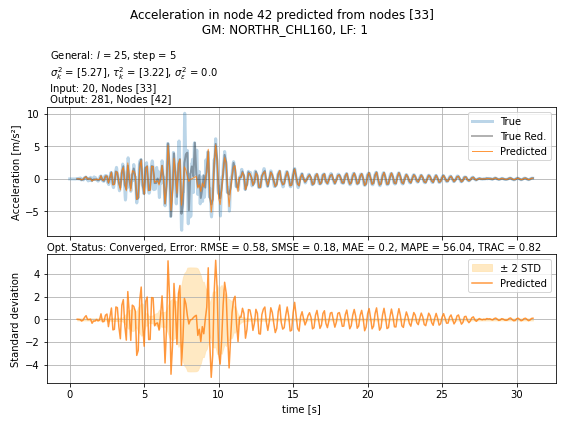 Acceleration in node 42 predicted from nodes [33]
GM: NORTHR_CHL160, LF: 1
General: l = 25, step = 5
σ²ₖ = [5.27], τ²ₖ = [3.22], σ²ε = 0.0
Input: 20, Nodes [33]
Output: 281, Nodes [42]
Acceleration [m/s²]
10
5
0
−5
True
True Red.
Predicted
Opt. Status: Converged, Error: RMSE = 0.58, SMSE = 0.18, MAE = 0.2, MAPE = 56.04, TRAC = 0.82
Standard deviation
4
2
0
−2
−4
± 2 STD
Predicted
0 5 10 15 20 25 30
time [s]